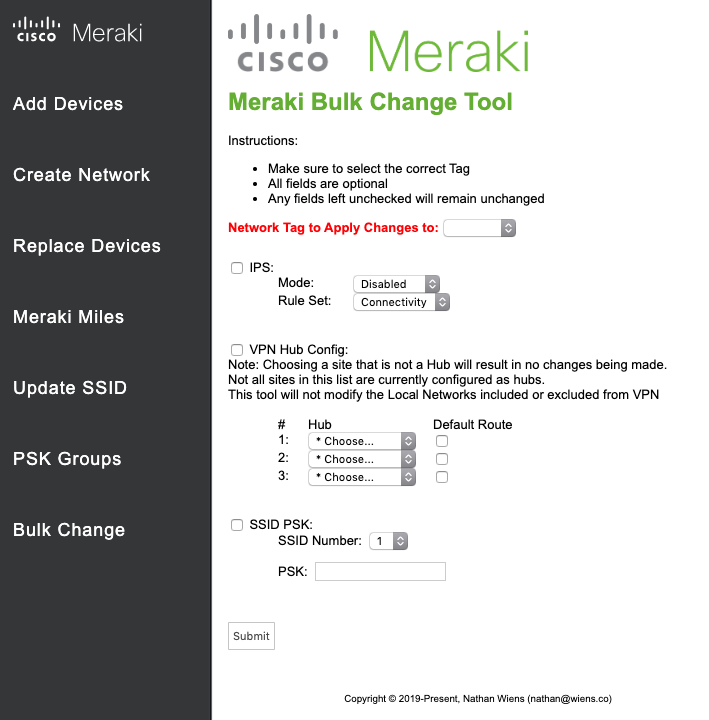 cisco Meraki
Add Devices
Create Network
Replace Devices
Meraki Miles
Update SSID
PSK Groups
Bulk Change
cisco Meraki
Meraki Bulk Change Tool
Instructions:
• Make sure to select the correct Tag
• All fields are optional
• Any fields left unchecked will remain unchanged
Network Tag to Apply Changes to:
IPS:
Mode: Disabled
Rule Set: Connectivity
VPN Hub Config:
Note: Choosing a site that is not a Hub will result in no changes being made.
Not all sites in this list are currently configured as hubs.
This tool will not modify the Local Networks included or excluded from VPN
# Hub Default Route
1: * Choose...
2: * Choose...
3: * Choose...
SSID PSK:
SSID Number: 1
PSK:
Submit
Copyright © 2019-Present, Nathan Wiens (nathan@wiens.co)